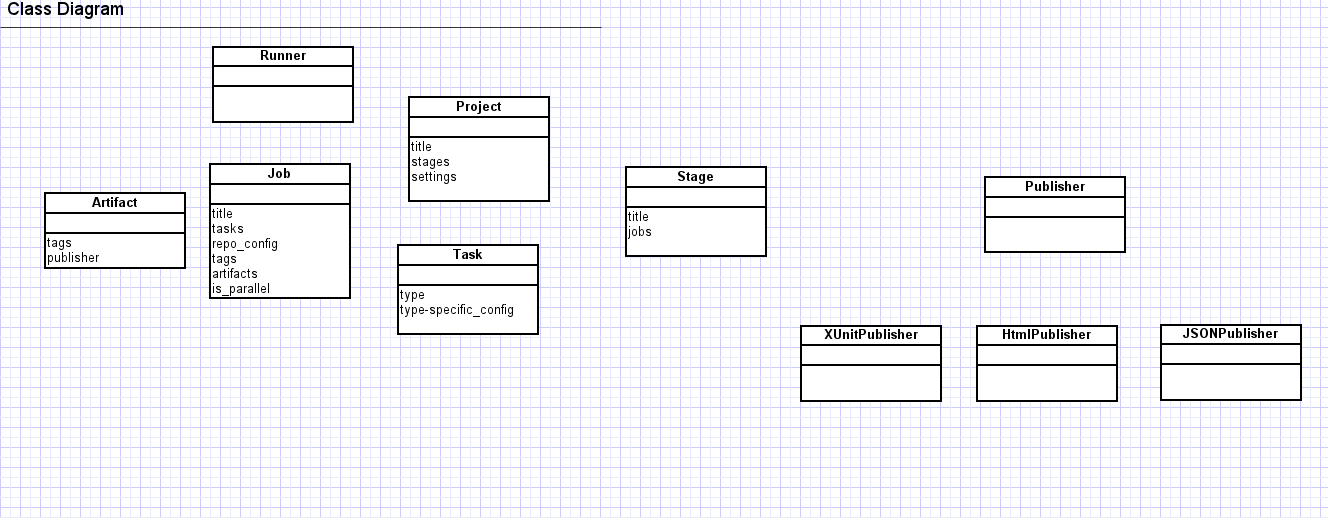 Class Diagram
Runner
Project
title
stages
settings
Job
title
tasks
repo_config
tags
artifacts
is_parallel
Artifact
tags
publisher
Task
type
type-specific_config
Stage
title
jobs
Publisher
XUnitPublisher
HtmlPublisher
JSONPublisher